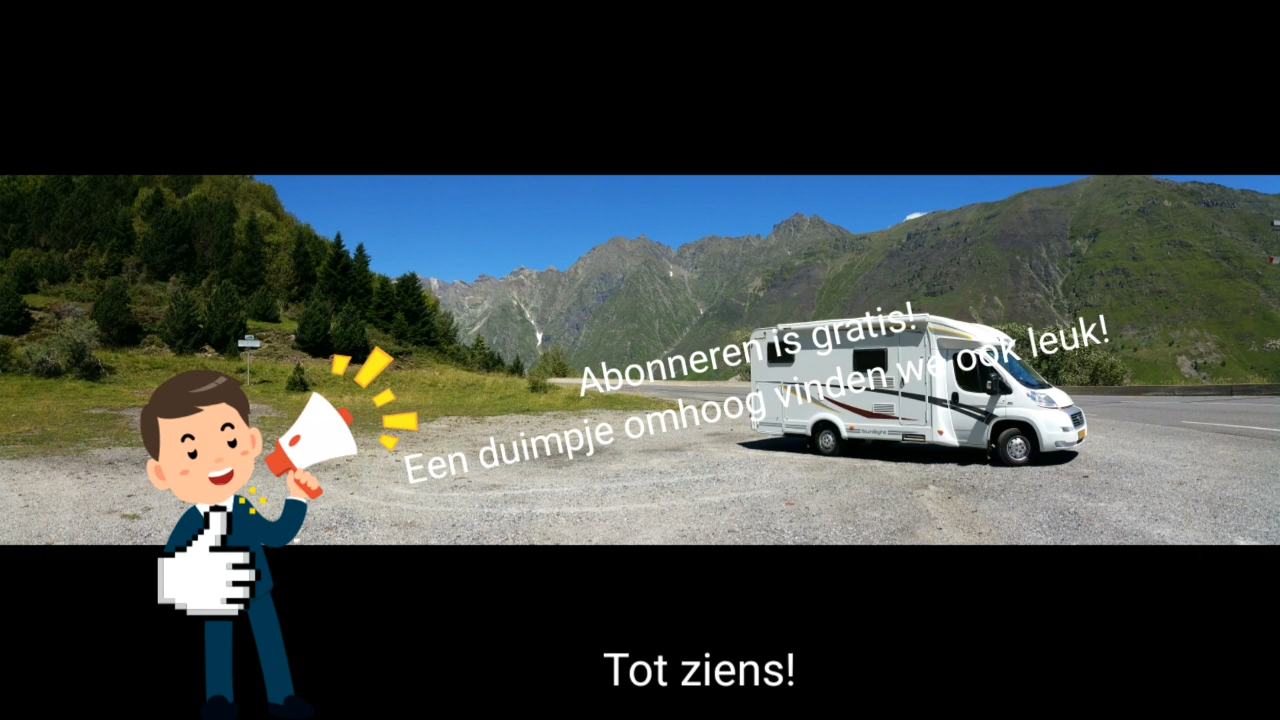 Abonneren is gratis!
Een duimpje omhoog vinden we ook leuk!
Tot ziens!